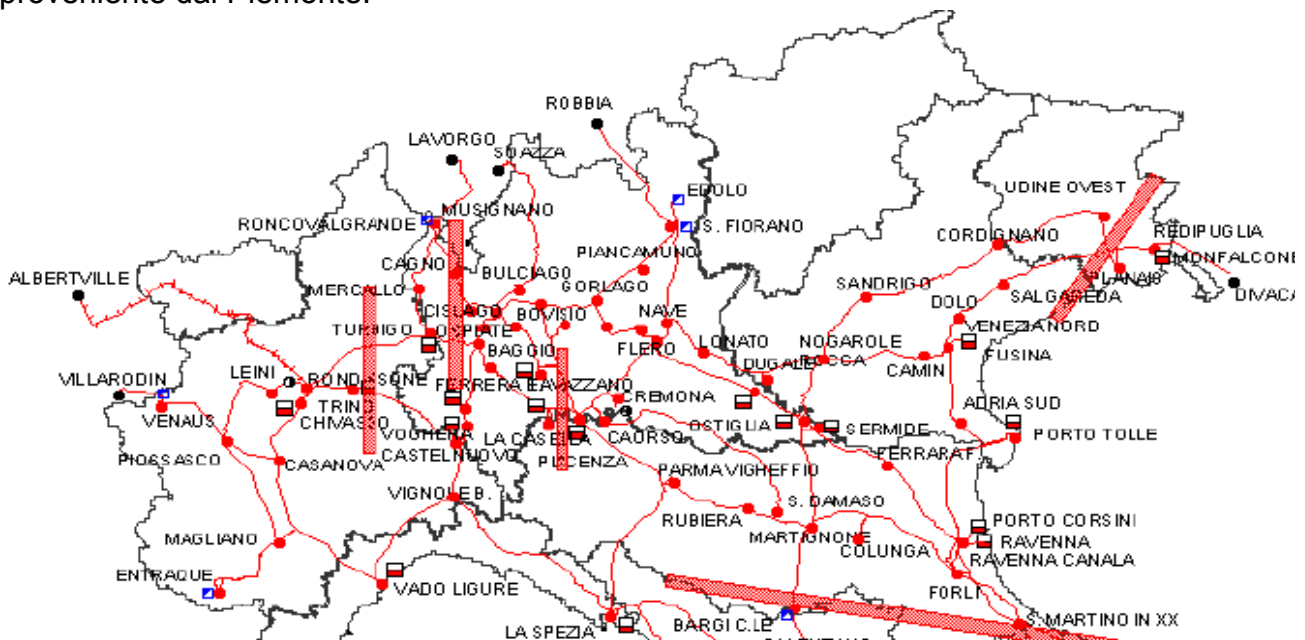 proveniente dal Piemonte.
ROBBIA
LAVORGO
SOAZZA
EDOLO
UDINE OVEST
MUSIGNANO
RONCOVALGRANDE
S. FIORANO
REDIPUGLIA
CORDIGNANO
PIANCAMUNO
MONFALCONE
CAGNO
BULCIAGO
ALBERTVILLE
PLANAIS
MERCALLO
GORLAGO
SANDRIGO
SALGAREDA
DIVACA
DOLO
CISLAGO
BOVISIO
NAVE
TURBIGO
OSPIATE
VENEZIA NORD
LONATO
NOGAROLE
ROCCA
BAGGIO
FLERO
DUGALE
FUSINA
LEINI
CAMIN
VILLARODIN
RONDISSONE
FERRERA E.
LAVAZZANO
CREMONA
TRINO
ADRIA SUD
VENAUS
CHIVASSO
OSTIGLIA
SERMIDE
VOGHERA
LA CASELLA
CAORSO
PORTO TOLLE
CASTELNUOVO
PIACENZA
FERRARA F.
PIOSSASCO
CASANOVA
PARMA VIGHEFFIO
VIGNOLE B.
S. DAMASO
RUBIERA
PORTO CORSINI
MARTIGNONE
MAGLIANO
COLUNGA
RAVENNA
RAVENNA CANALA
ENTRAQUE
VADO LIGURE
FORLI
LA SPEZIA
BARGI C.LE
S. MARTINO IN XX